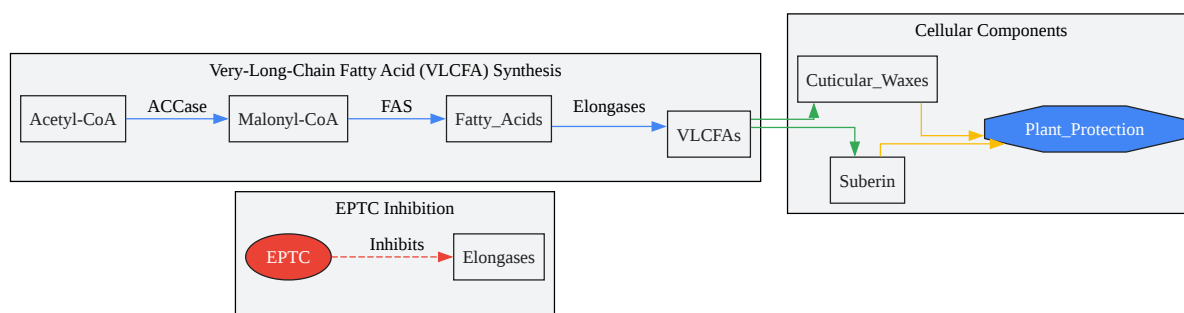 Cellular Components
Very-Long-Chain Fatty Acid (VLCFA) Synthesis
Cuticular_Waxes
Acetyl-CoA
ACCase
Malonyl-CoA
FAS
Fatty_Acids
Elongases
VLCFAs
Plant_Protection
Suberin
EPTC Inhibition
EPTC
Inhibits
Elongases